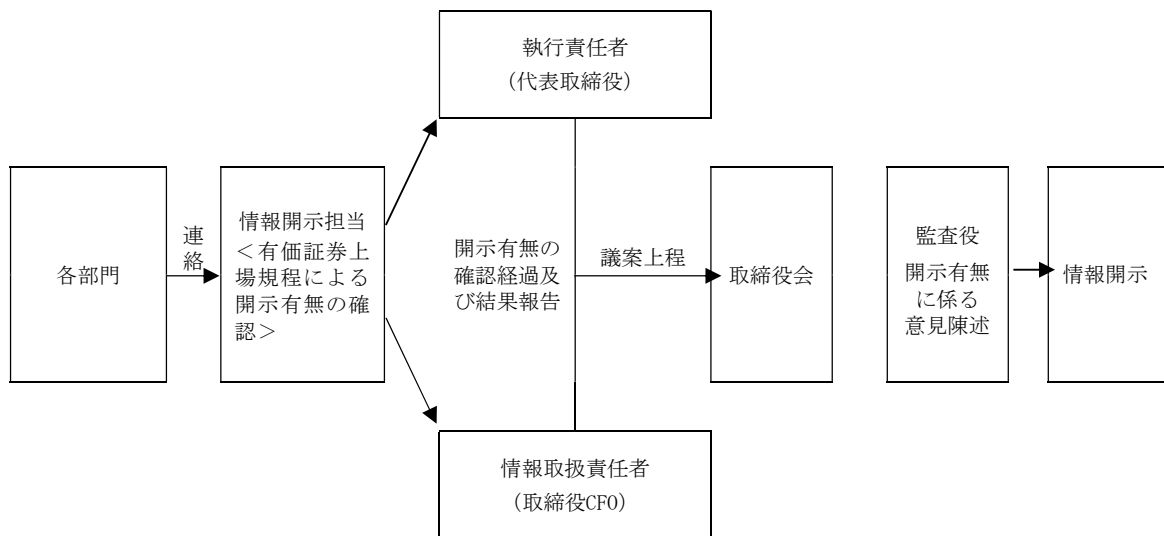 執行責任者
（代表取締役）
各部門
連
絡
情報開示担当
＜有価証券上
場規程による
開示有無の確
認＞
開示有無の
確認経過及
び結果報告
議案上程
取締役会
監査役
開示有無
に係る
意見陳述
情報開示
情報取扱責任者
（取締役CFO）